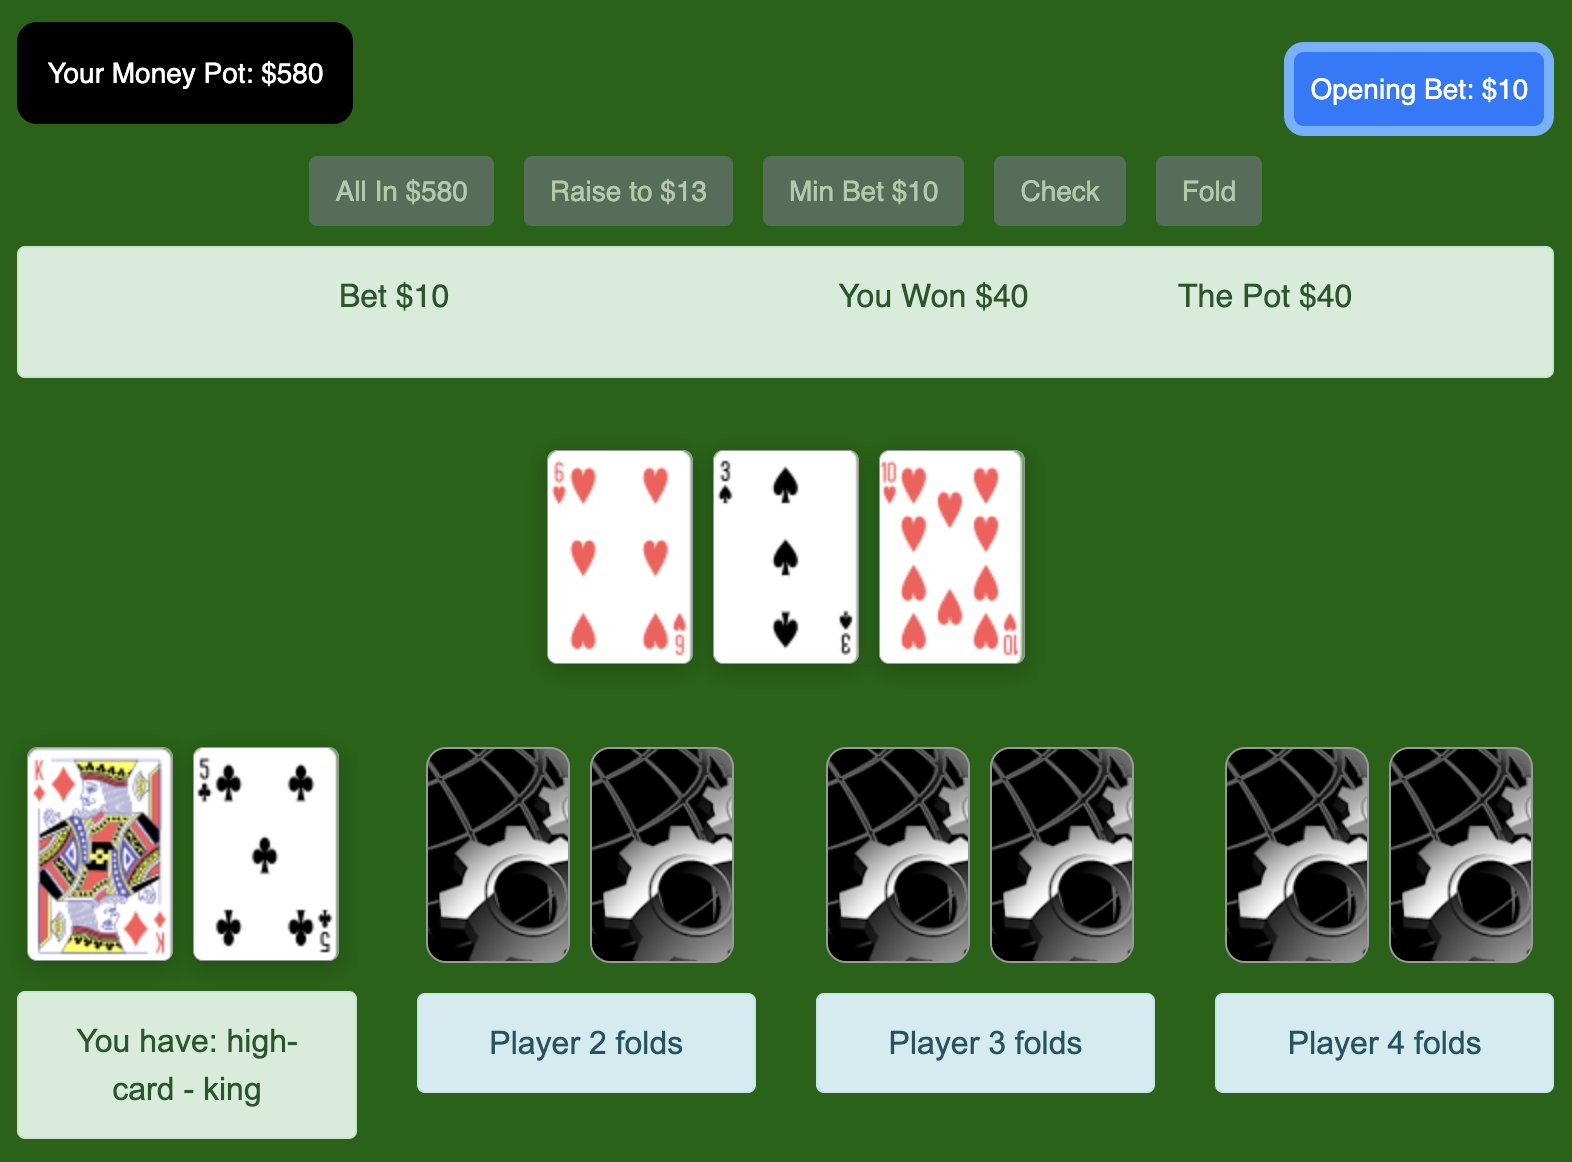 Your Money Pot: $580
Opening Bet: $10
All In $580
Raise to $13
Min Bet $10
Check
Fold
Bet $10
You Won $40
The Pot $40
6
6
3
3
10
10
K
K
5
5
You have: high-
card - king
Player 2 folds
Player 3 folds
Player 4 folds